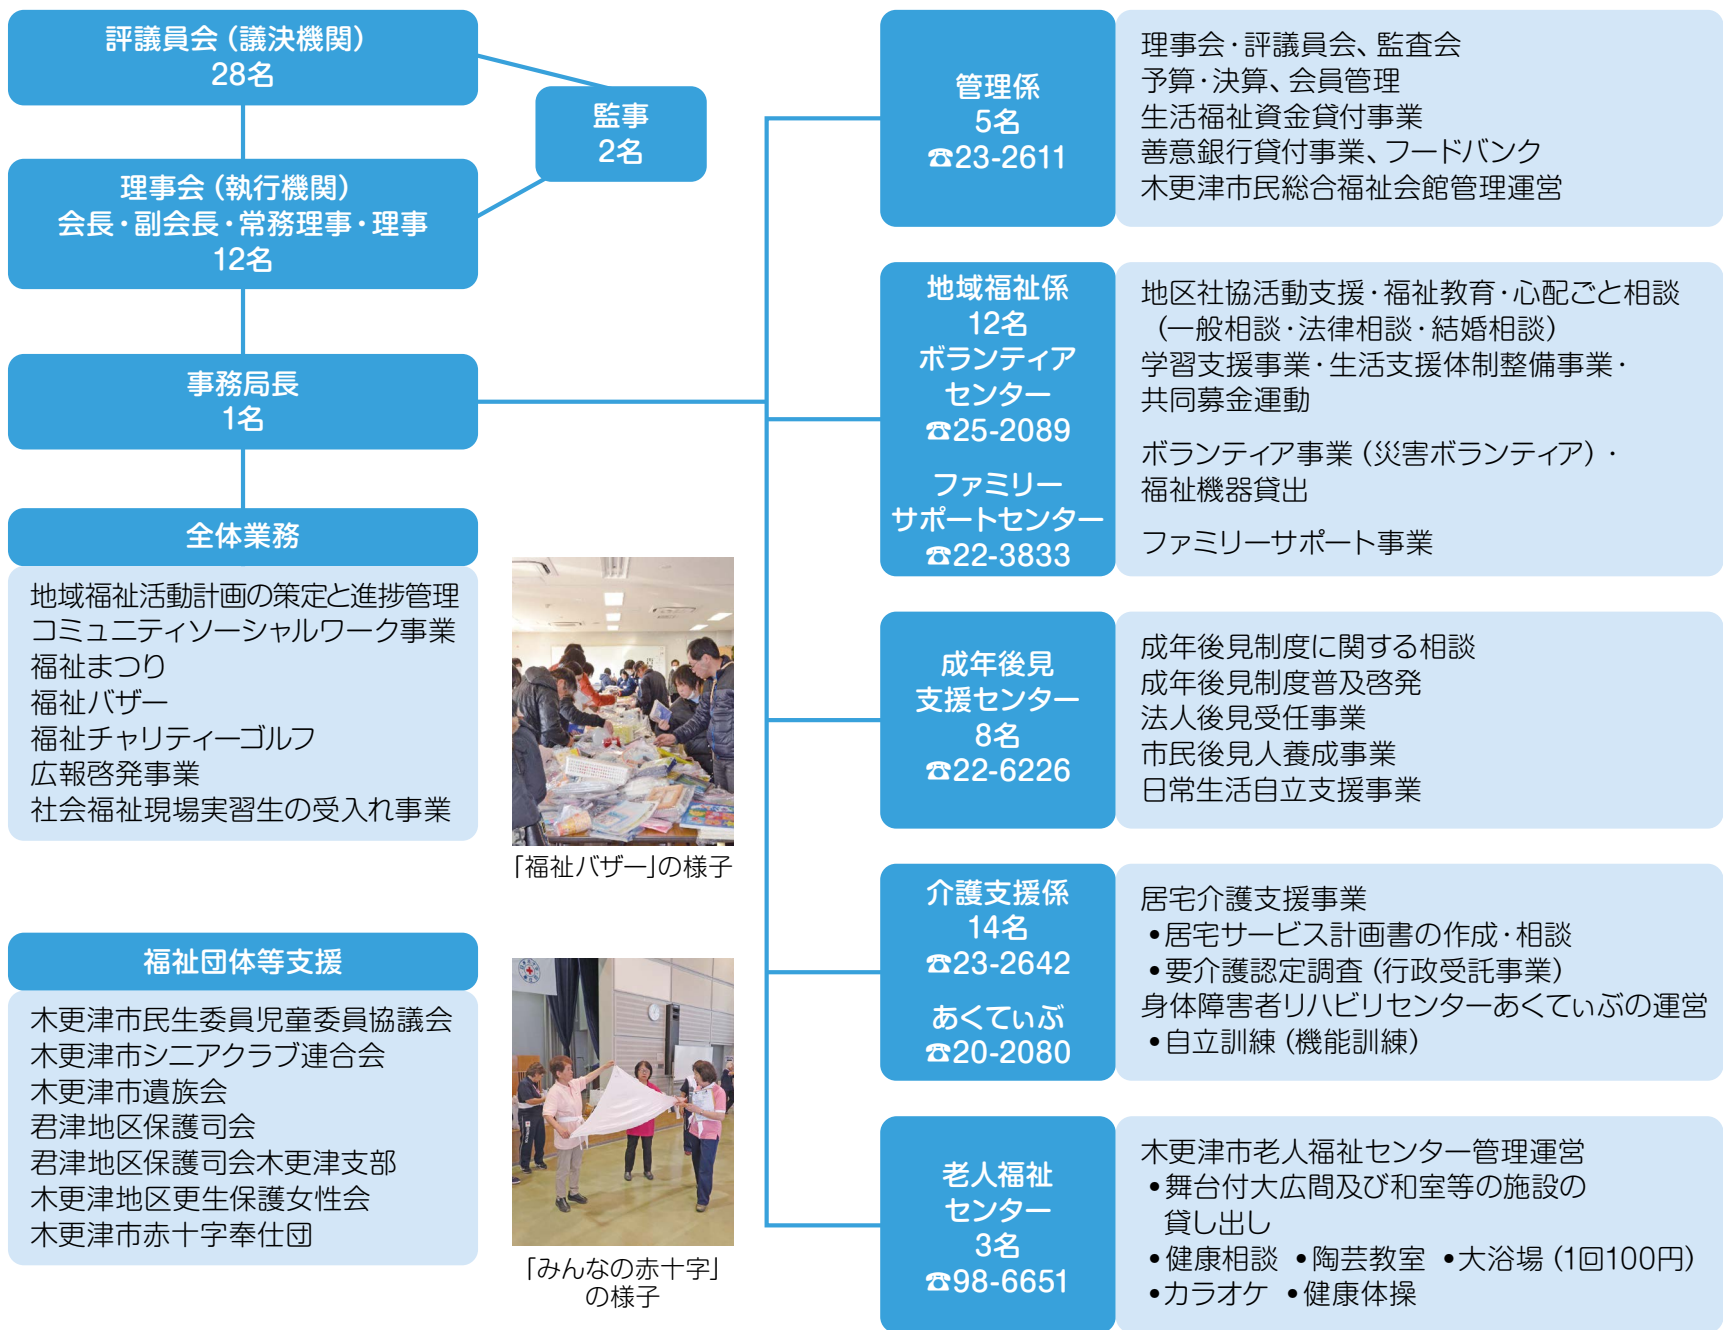 評議員会（議決機関）
28名
監事
2名
理事会（執行機関）
会長・副会長・常務理事・理事
12名
事務局長
1名
全体業務
地域福祉活動計画の策定と進捗管理
コミュニティソーシャルワーク事業
福祉まつり
福祉バザー
福祉チャリティーゴルフ
広報啓発事業
社会福祉現場実習生の受入れ事業
「福祉バザー」の様子
福祉団体等支援
木更津市民生委員児童委員協議会
木更津市シニアクラブ連合会
木更津市遺族会
君津地区保護司会
君津地区保護司会木更津支部
木更津地区更生保護女性会
木更津市赤十字奉仕団
「みんなの赤十字」
の様子
管理係
5名
☎23-2611
理事会・評議員会、監査会
予算・決算、会員管理
生活福祉資金貸付事業
善意銀行貸付事業、フードバンク
木更津市民総合福祉会館管理運営
地域福祉係
12名
ボランティア
センター
☎25-2089
ファミリー
サポートセンター
☎22-3833
地区社協活動支援・福祉教育・心配ごと相談
（一般相談・法律相談・結婚相談）
学習支援事業・生活支援体制整備事業・
共同募金運動
ボランティア事業（災害ボランティア）・
福祉機器貸出
ファミリーサポート事業
成年後見
支援センター
8名
☎22-6226
成年後見制度に関する相談
成年後見制度普及啓発
法人後見受任事業
市民後見人養成事業
日常生活自立支援事業
介護支援係
14名
☎23-2642
あくてぃぶ
☎20-2080
居宅介護支援事業
•居宅サービス計画書の作成・相談
•要介護認定調査（行政受託事業）
身体障害者リハビリセンターあくてぃぶの運営
•自立訓練（機能訓練）
老人福祉
センター
3名
☎98-6651
木更津市老人福祉センター管理運営
•舞台付大広間及び和室等の施設の
貸し出し
•健康相談 •陶芸教室 •大浴場（1回100円）
•カラオケ •健康体操